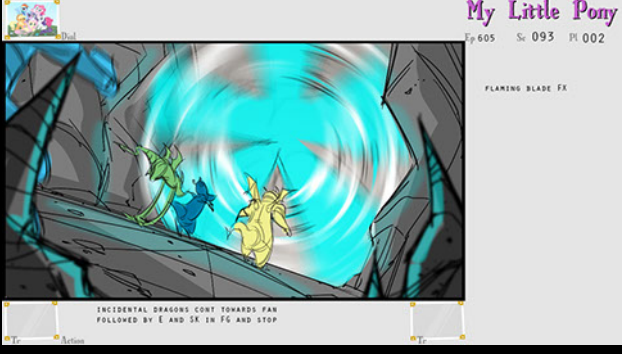 My Little Pony
Dial
Ep 605 Sc 093 Pl 002
FLAMING BLADE FX
INCIDENTAL DRAGONS CONT TOWARDS FAN
FOLLOWED BY E AND SK IN FG AND STOP
Tr Action Tr